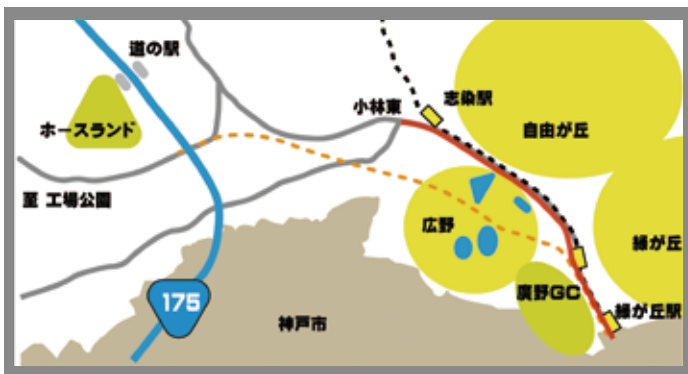 道の駅
ホースランド
小林東
志染駅
自由が丘
至 工場公園
広野
緑が丘
廣野GC
緑が丘駅
175
神戸市